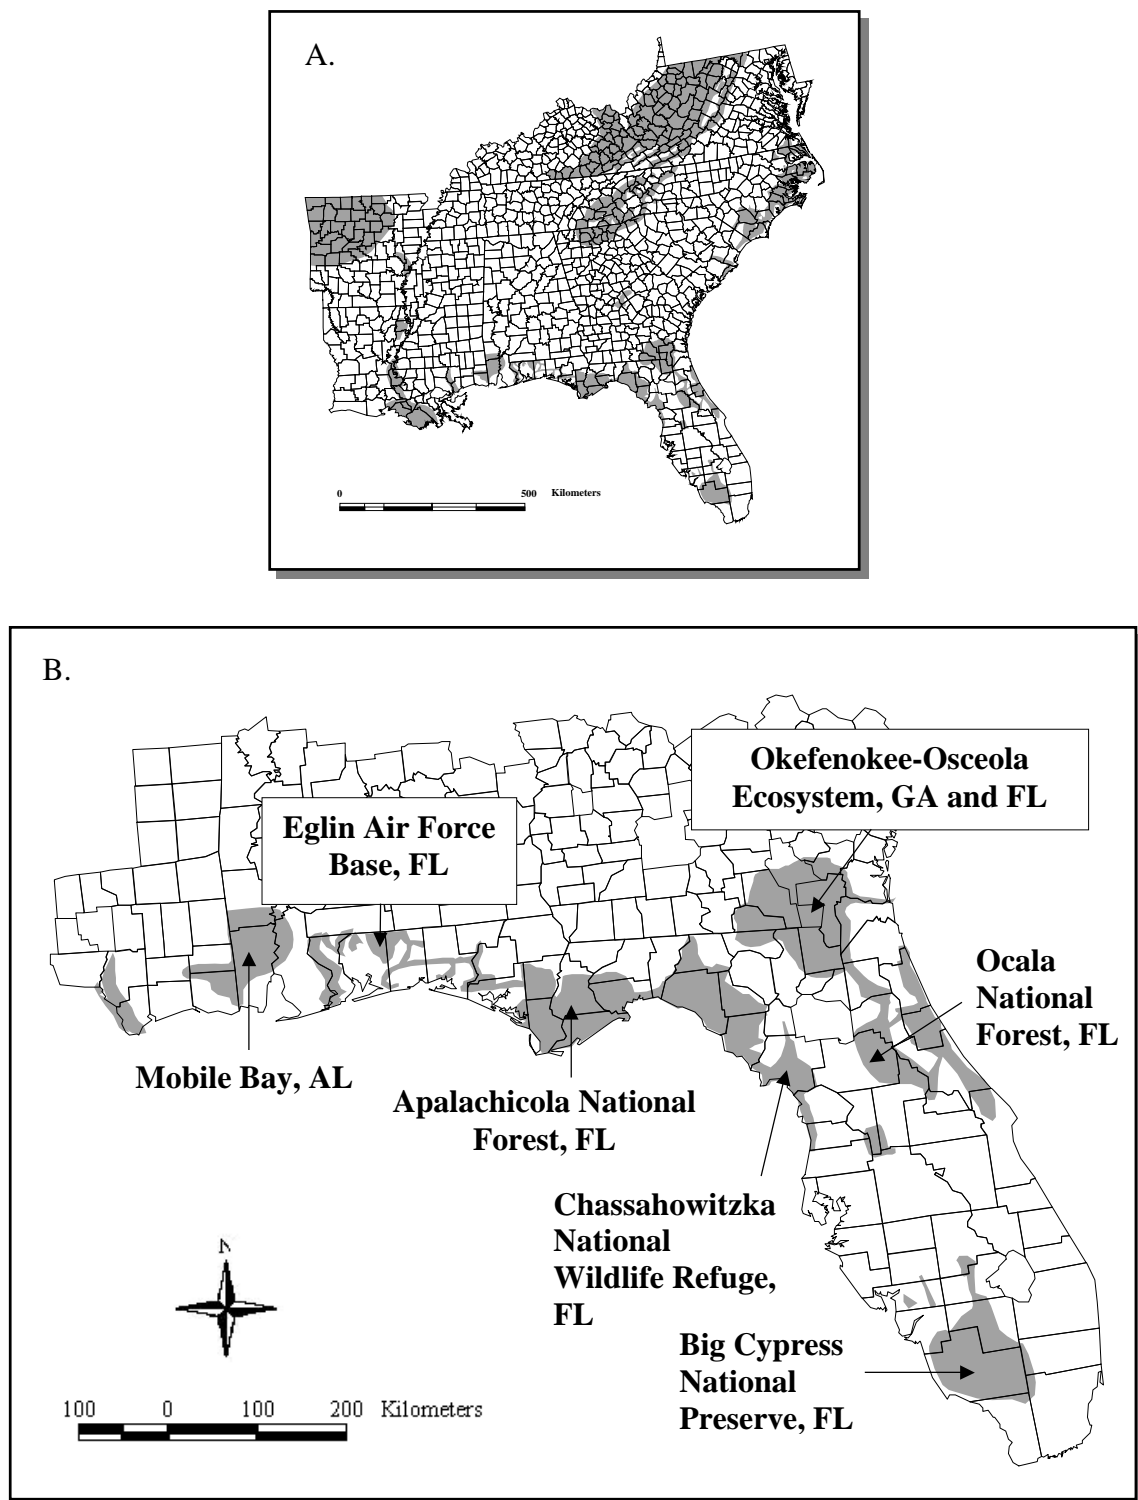 A.
0 500 Kilometers
B.
Okefenokee-Osceola
Ecosystem, GA and FL
Eglin Air Force
Base, FL
Ocala
National
Forest, FL
Mobile Bay, AL
Apalachicola National
Forest, FL
Chassahowitzka
National
Wildlife Refuge,
FL
N
Big Cypress
National
Preserve, FL
100 0 100 200 Kilometers